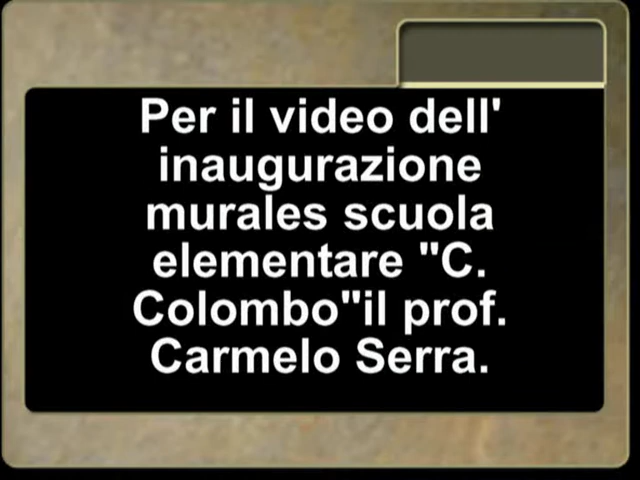 Per il video dell'
inaugurazione
murales scuola
elementare "C.
Colombo"il prof.
Carmelo Serra.